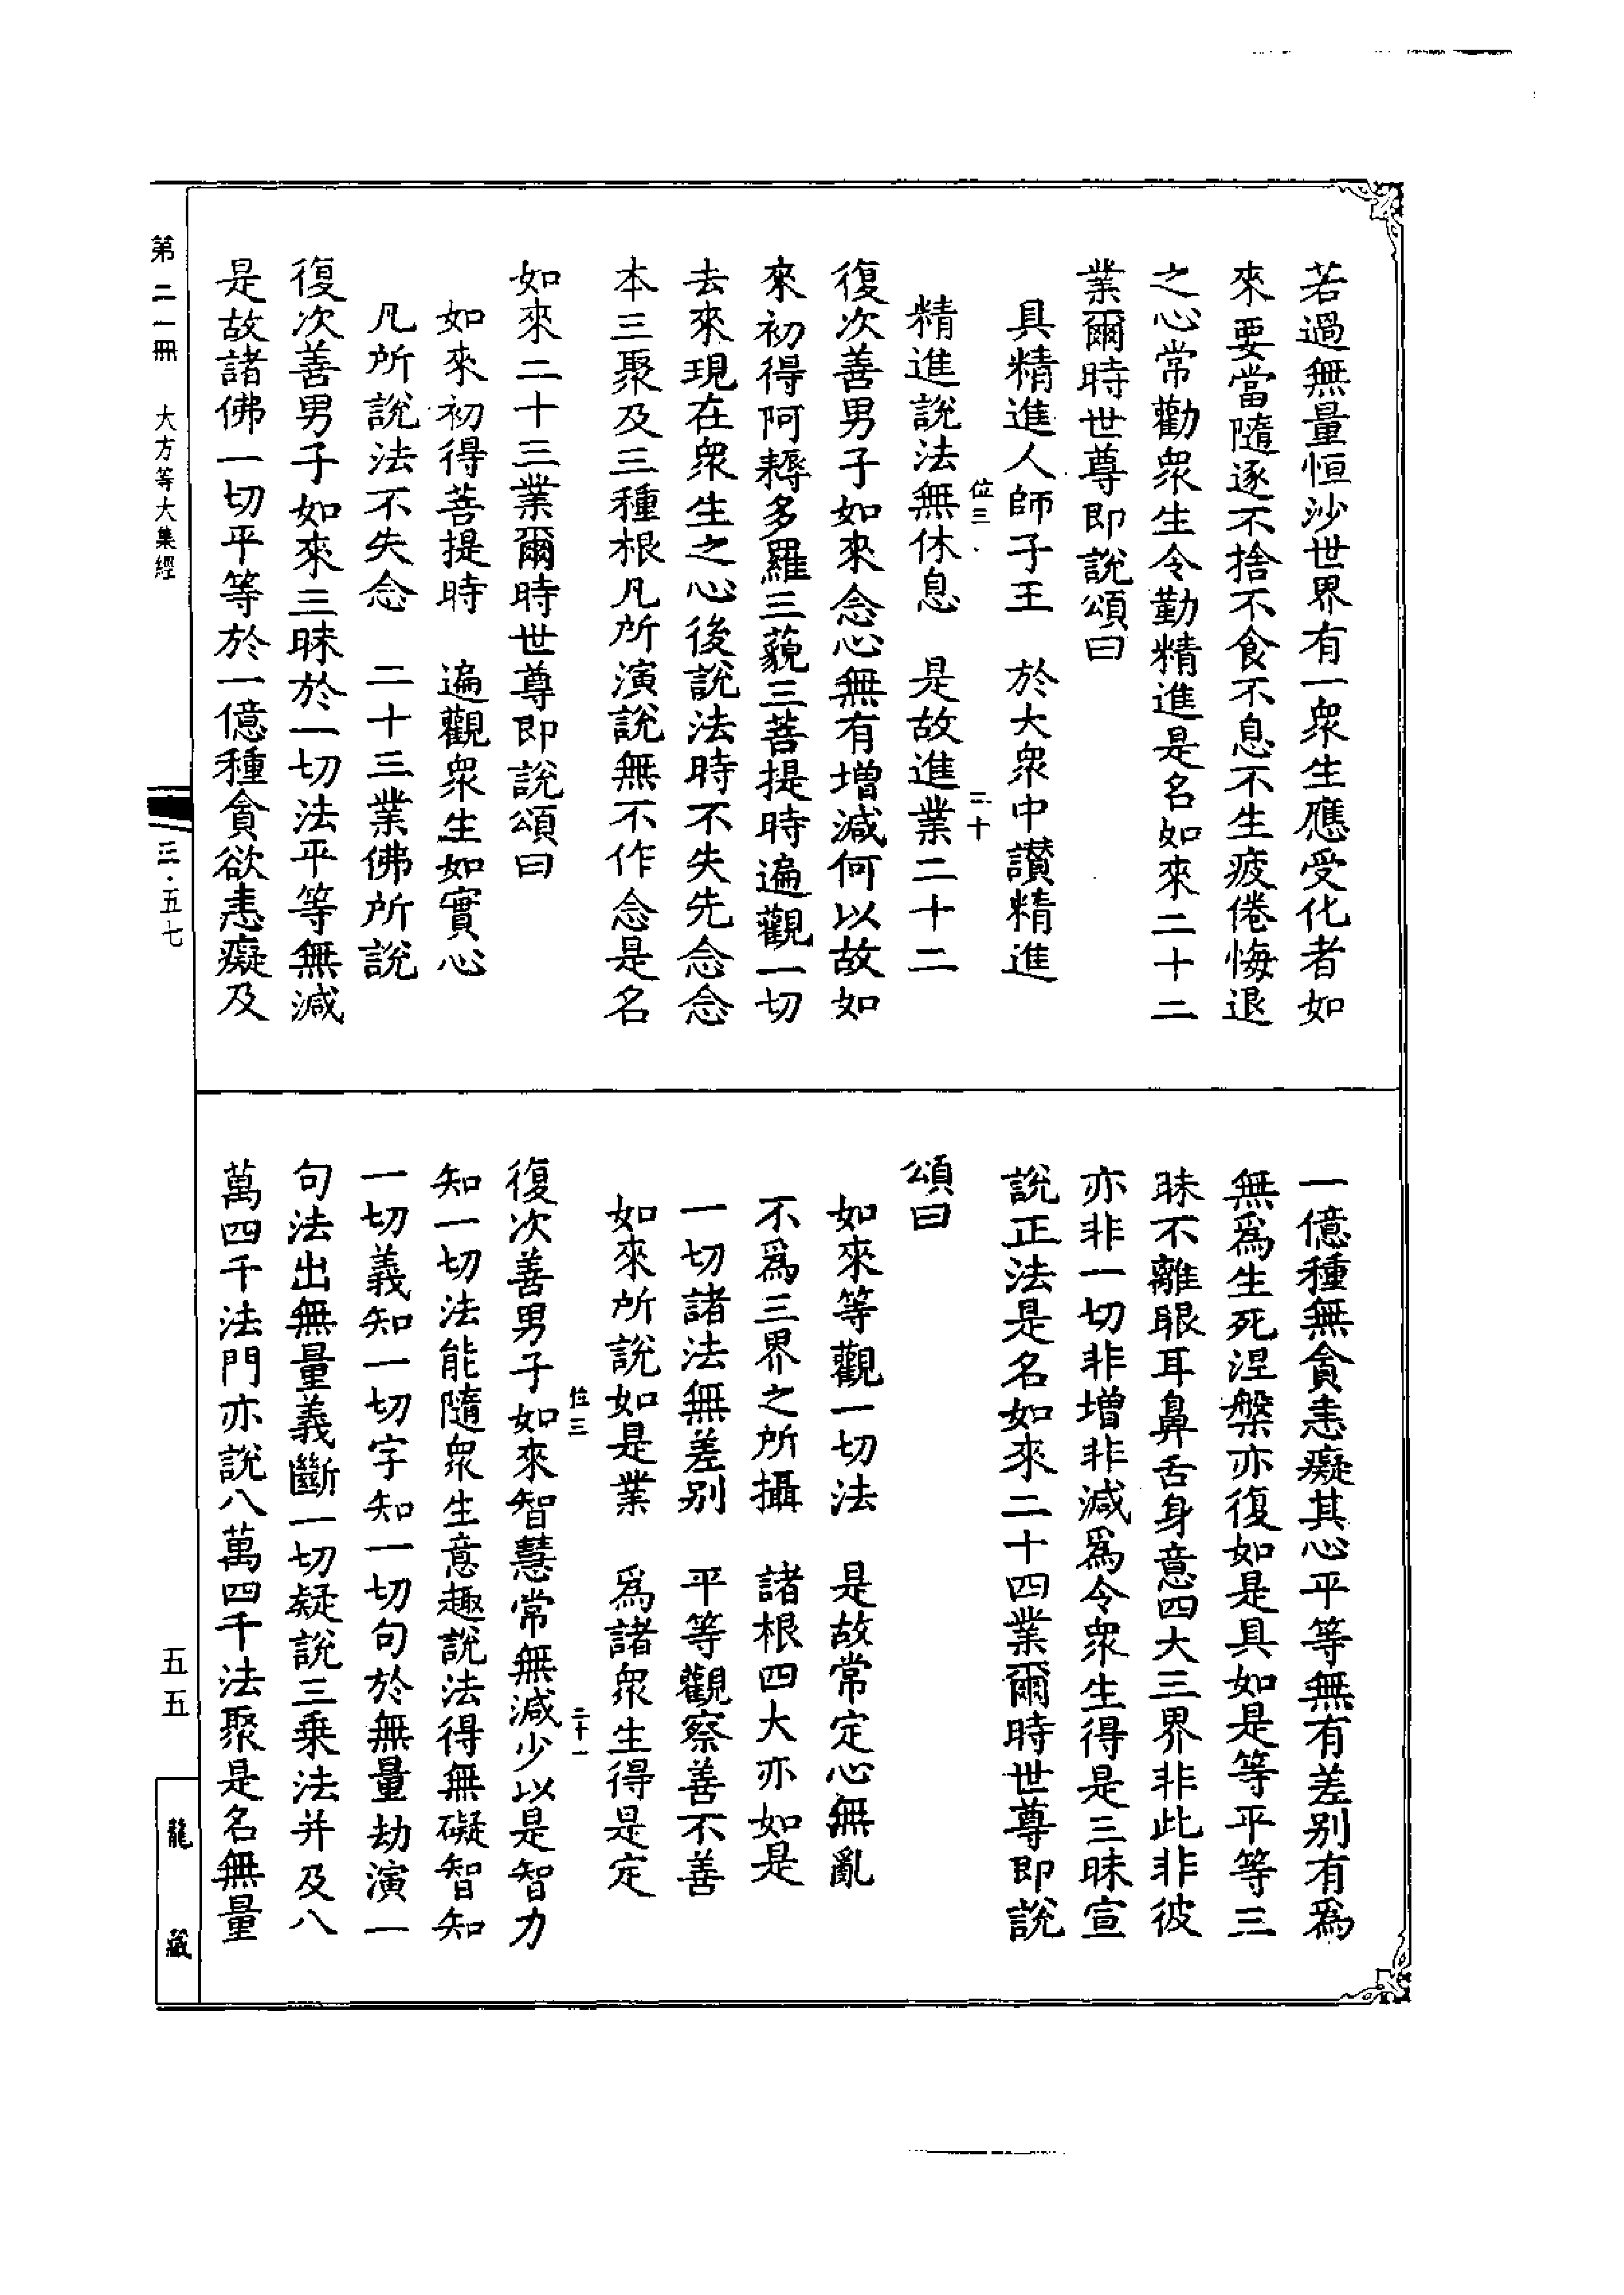 若過無量恒沙世界有一衆生應受化者如
來要當隨逐不捨不食不息不生疲倦悔退
之心常勸衆生令勤精進是名如來二十二
業爾時世尊即說頌曰
具精進人師子王　於大衆中讃精進
位三　二十
精進說法無休息　是故進業二十二
復次善男子如來念心無有增減何以故如
來初得阿耨多羅三藐三菩提時遍觀一切
去來現在衆生之心後說法時不失先念念
本三聚及三種根凡所演說無不作念是名
如來二十三業爾時世尊即說頌曰
如來初得菩提時　遍觀衆生如實心
凡所說法不失念　二十三業佛所說
復次善男子如來三昧於一切法平等無減
是故諸佛一切平等於一億種貪欲恚癡及
一億種無貪恚癡其心平等無有差别有爲
無爲生死涅槃亦復如是具如是等平等三
昧不離眼耳鼻舌身意四大三界非此非彼
亦非一切非增非減爲令衆生得是三昧宣
說正法是名如來二十四業爾時世尊即說
頌曰
如來等觀一切法　是故常定心無亂
不爲三界之所攝　諸根四大亦如是
一切諸法無差别　平等觀察善不善
如來所說如是業　爲諸衆生得是定
位三　二十一
復次善男子如來智慧常無減少以是智力
知一切法能隨衆生意趣說法得無礙智知
一切義知一切字知一切句於無量劫演一
句法出無量義斷一切疑說三乗法并及八
萬四千法門亦說八萬四千法聚是名無量
第二一冊　大方等大集經
三·五七
五五
龍藏